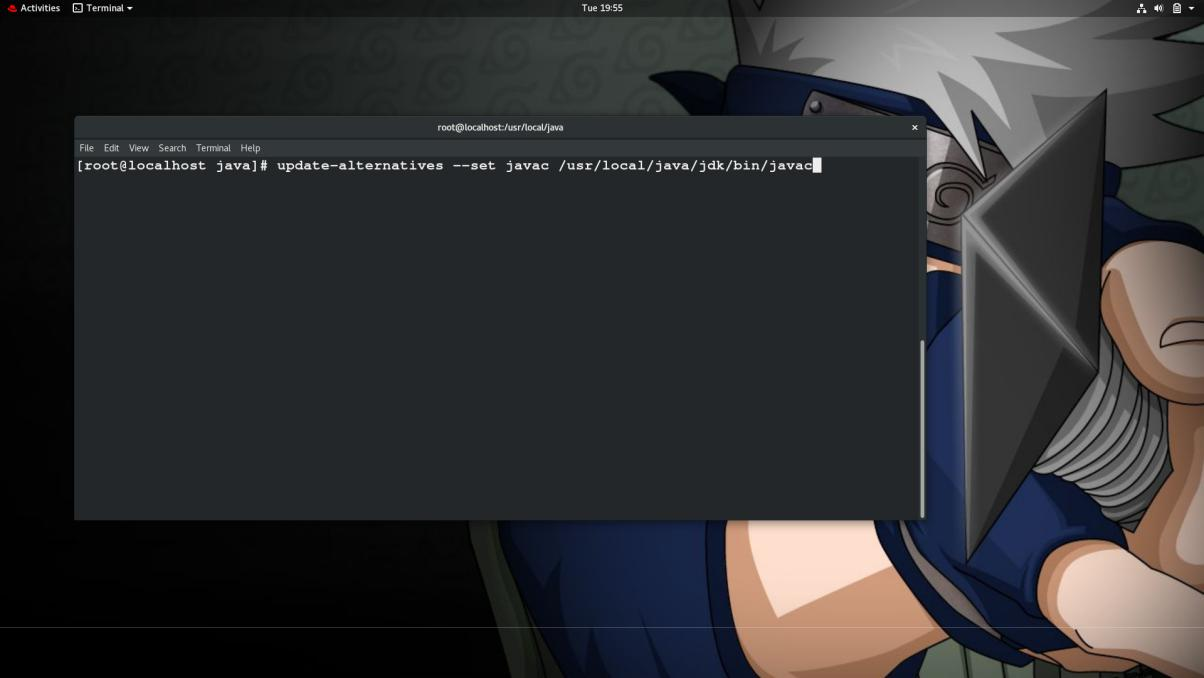 Activities Terminal Tue 19:55
root@localhost:/usr/local/java ×
File Edit View Search Terminal Help
[root@localhost java]# update-alternatives --set javac /usr/local/java/jdk/bin/javac